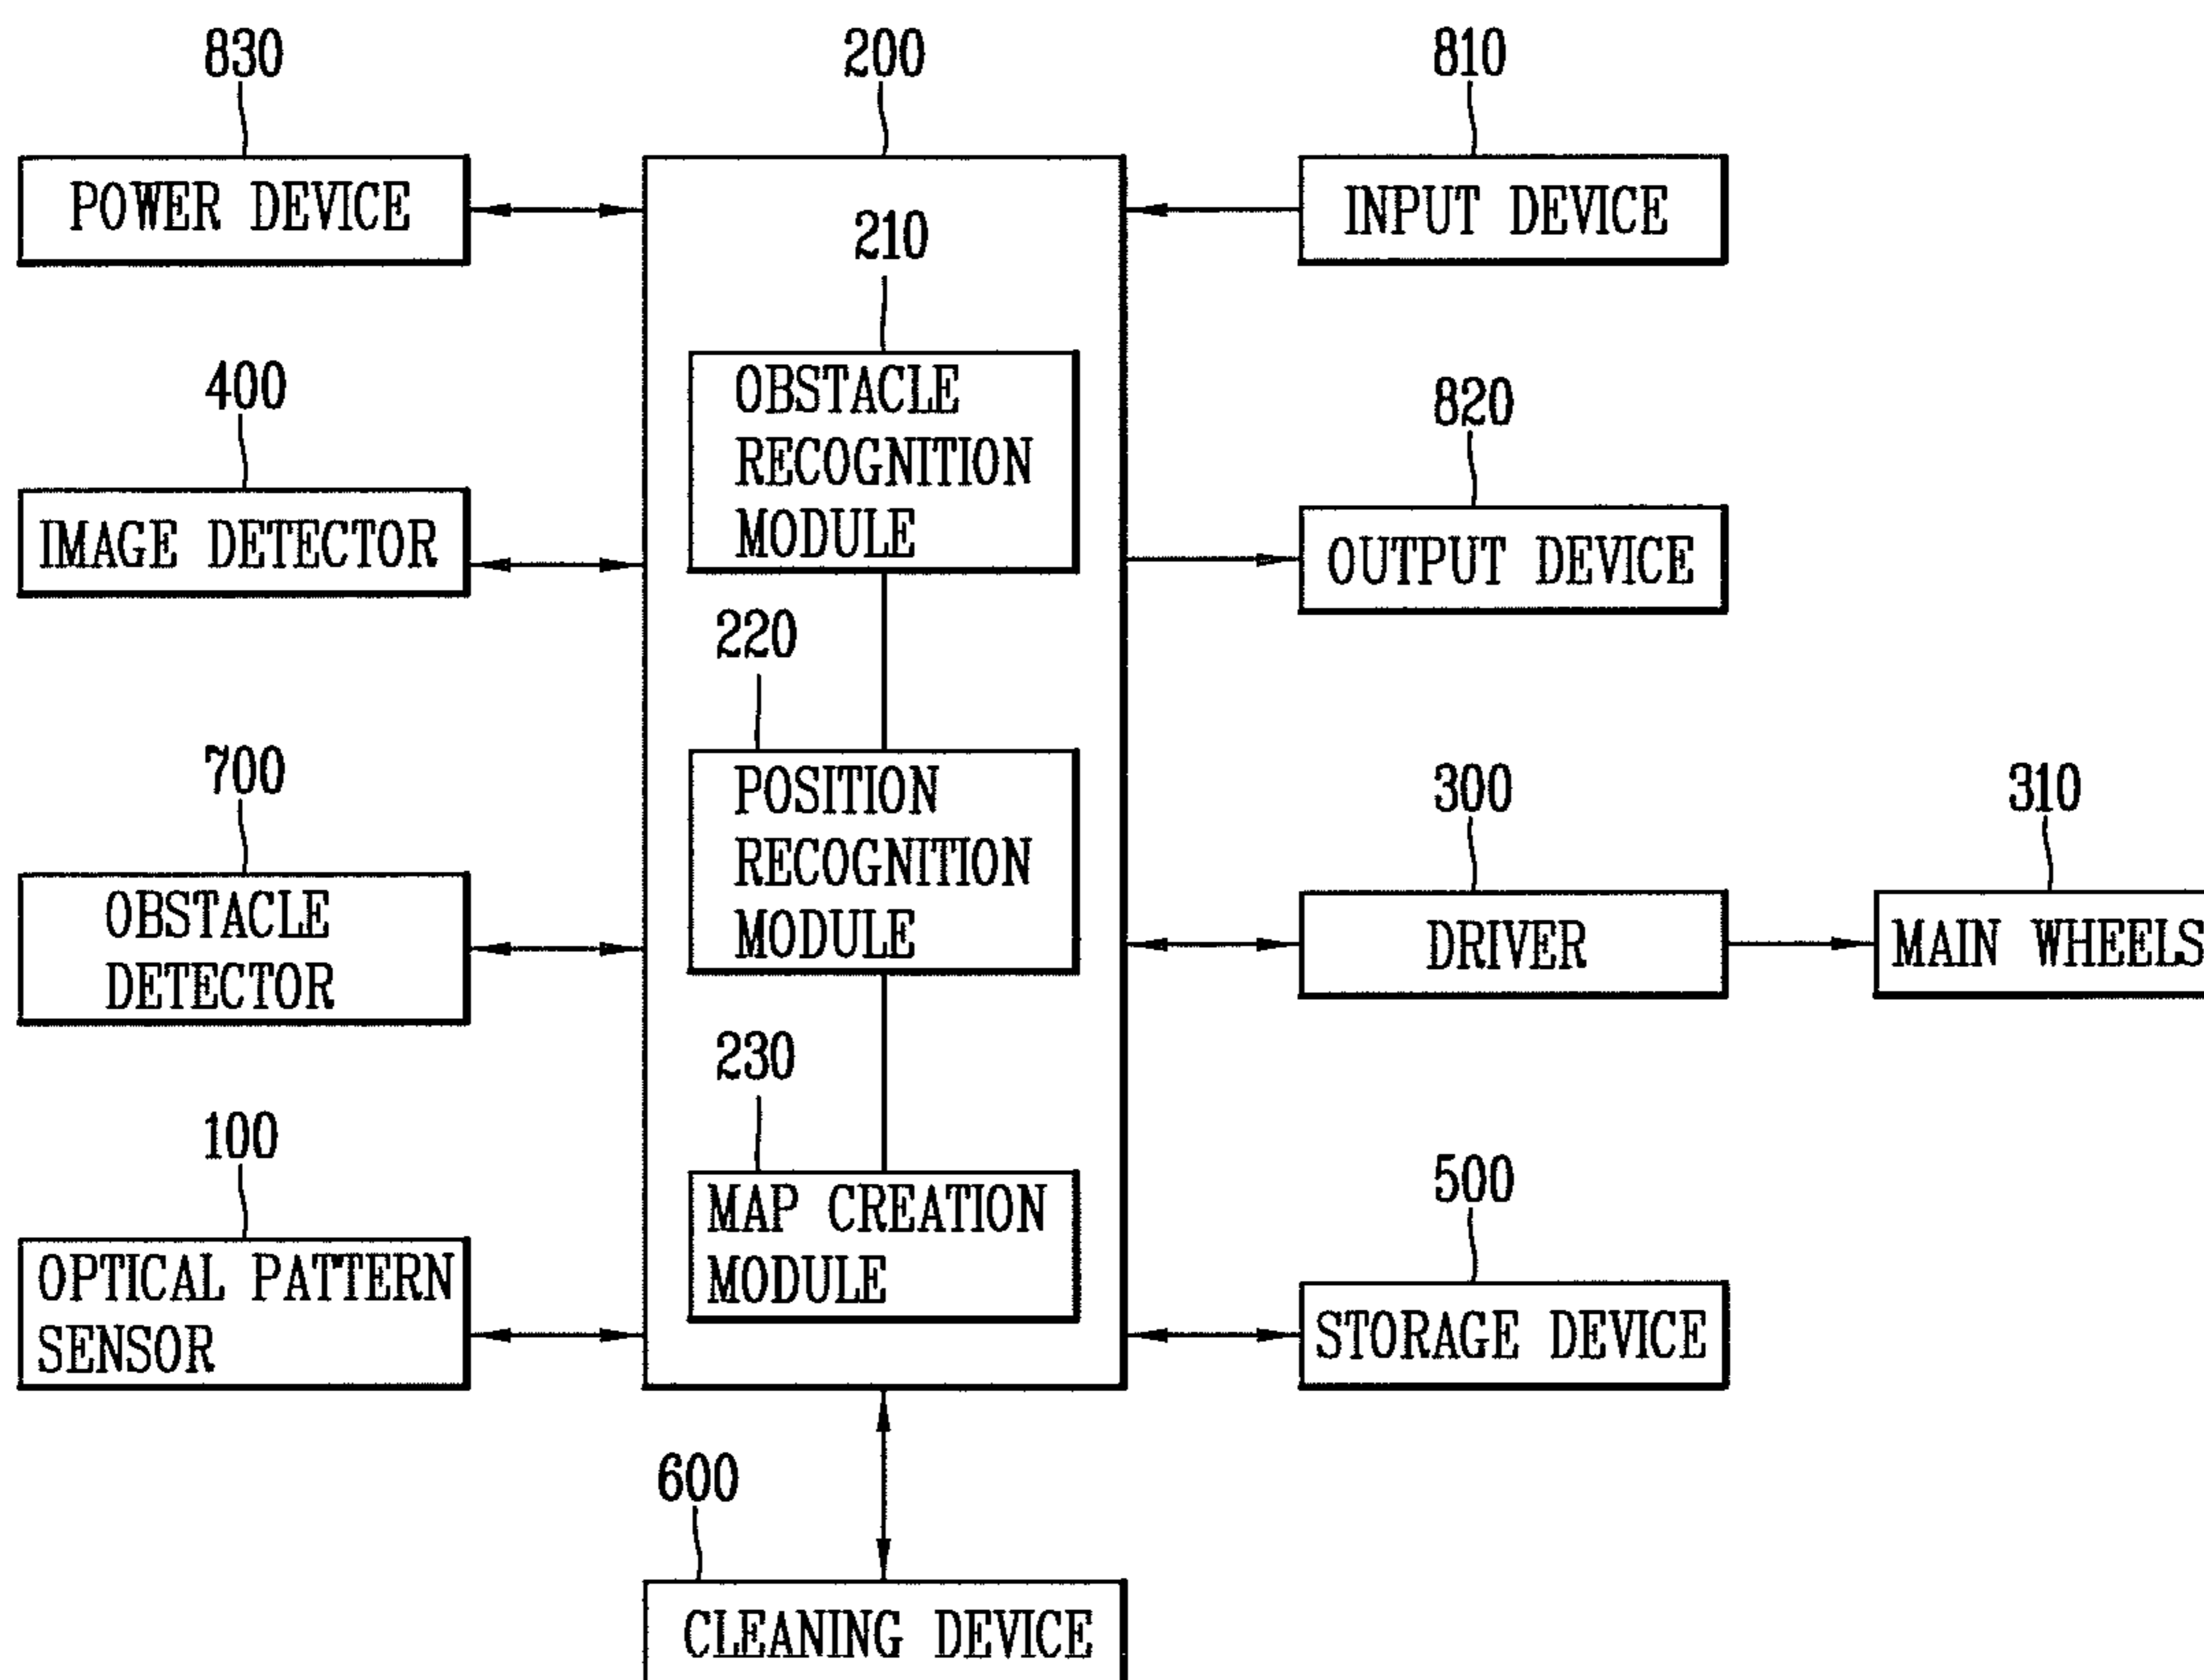 830
200
810
POWER DEVICE
INPUT DEVICE
210
400
OBSTACLE
RECOGNITION
MODULE
820
IMAGE DETECTOR
OUTPUT DEVICE
220
700
POSITION
RECOGNITION
MODULE
300
310
OBSTACLE
DETECTOR
DRIVER
MAIN WHEELS
230
100
MAP CREATION
MODULE
500
OPTICAL PATTERN
SENSOR
STORAGE DEVICE
600
CLEANING DEVICE